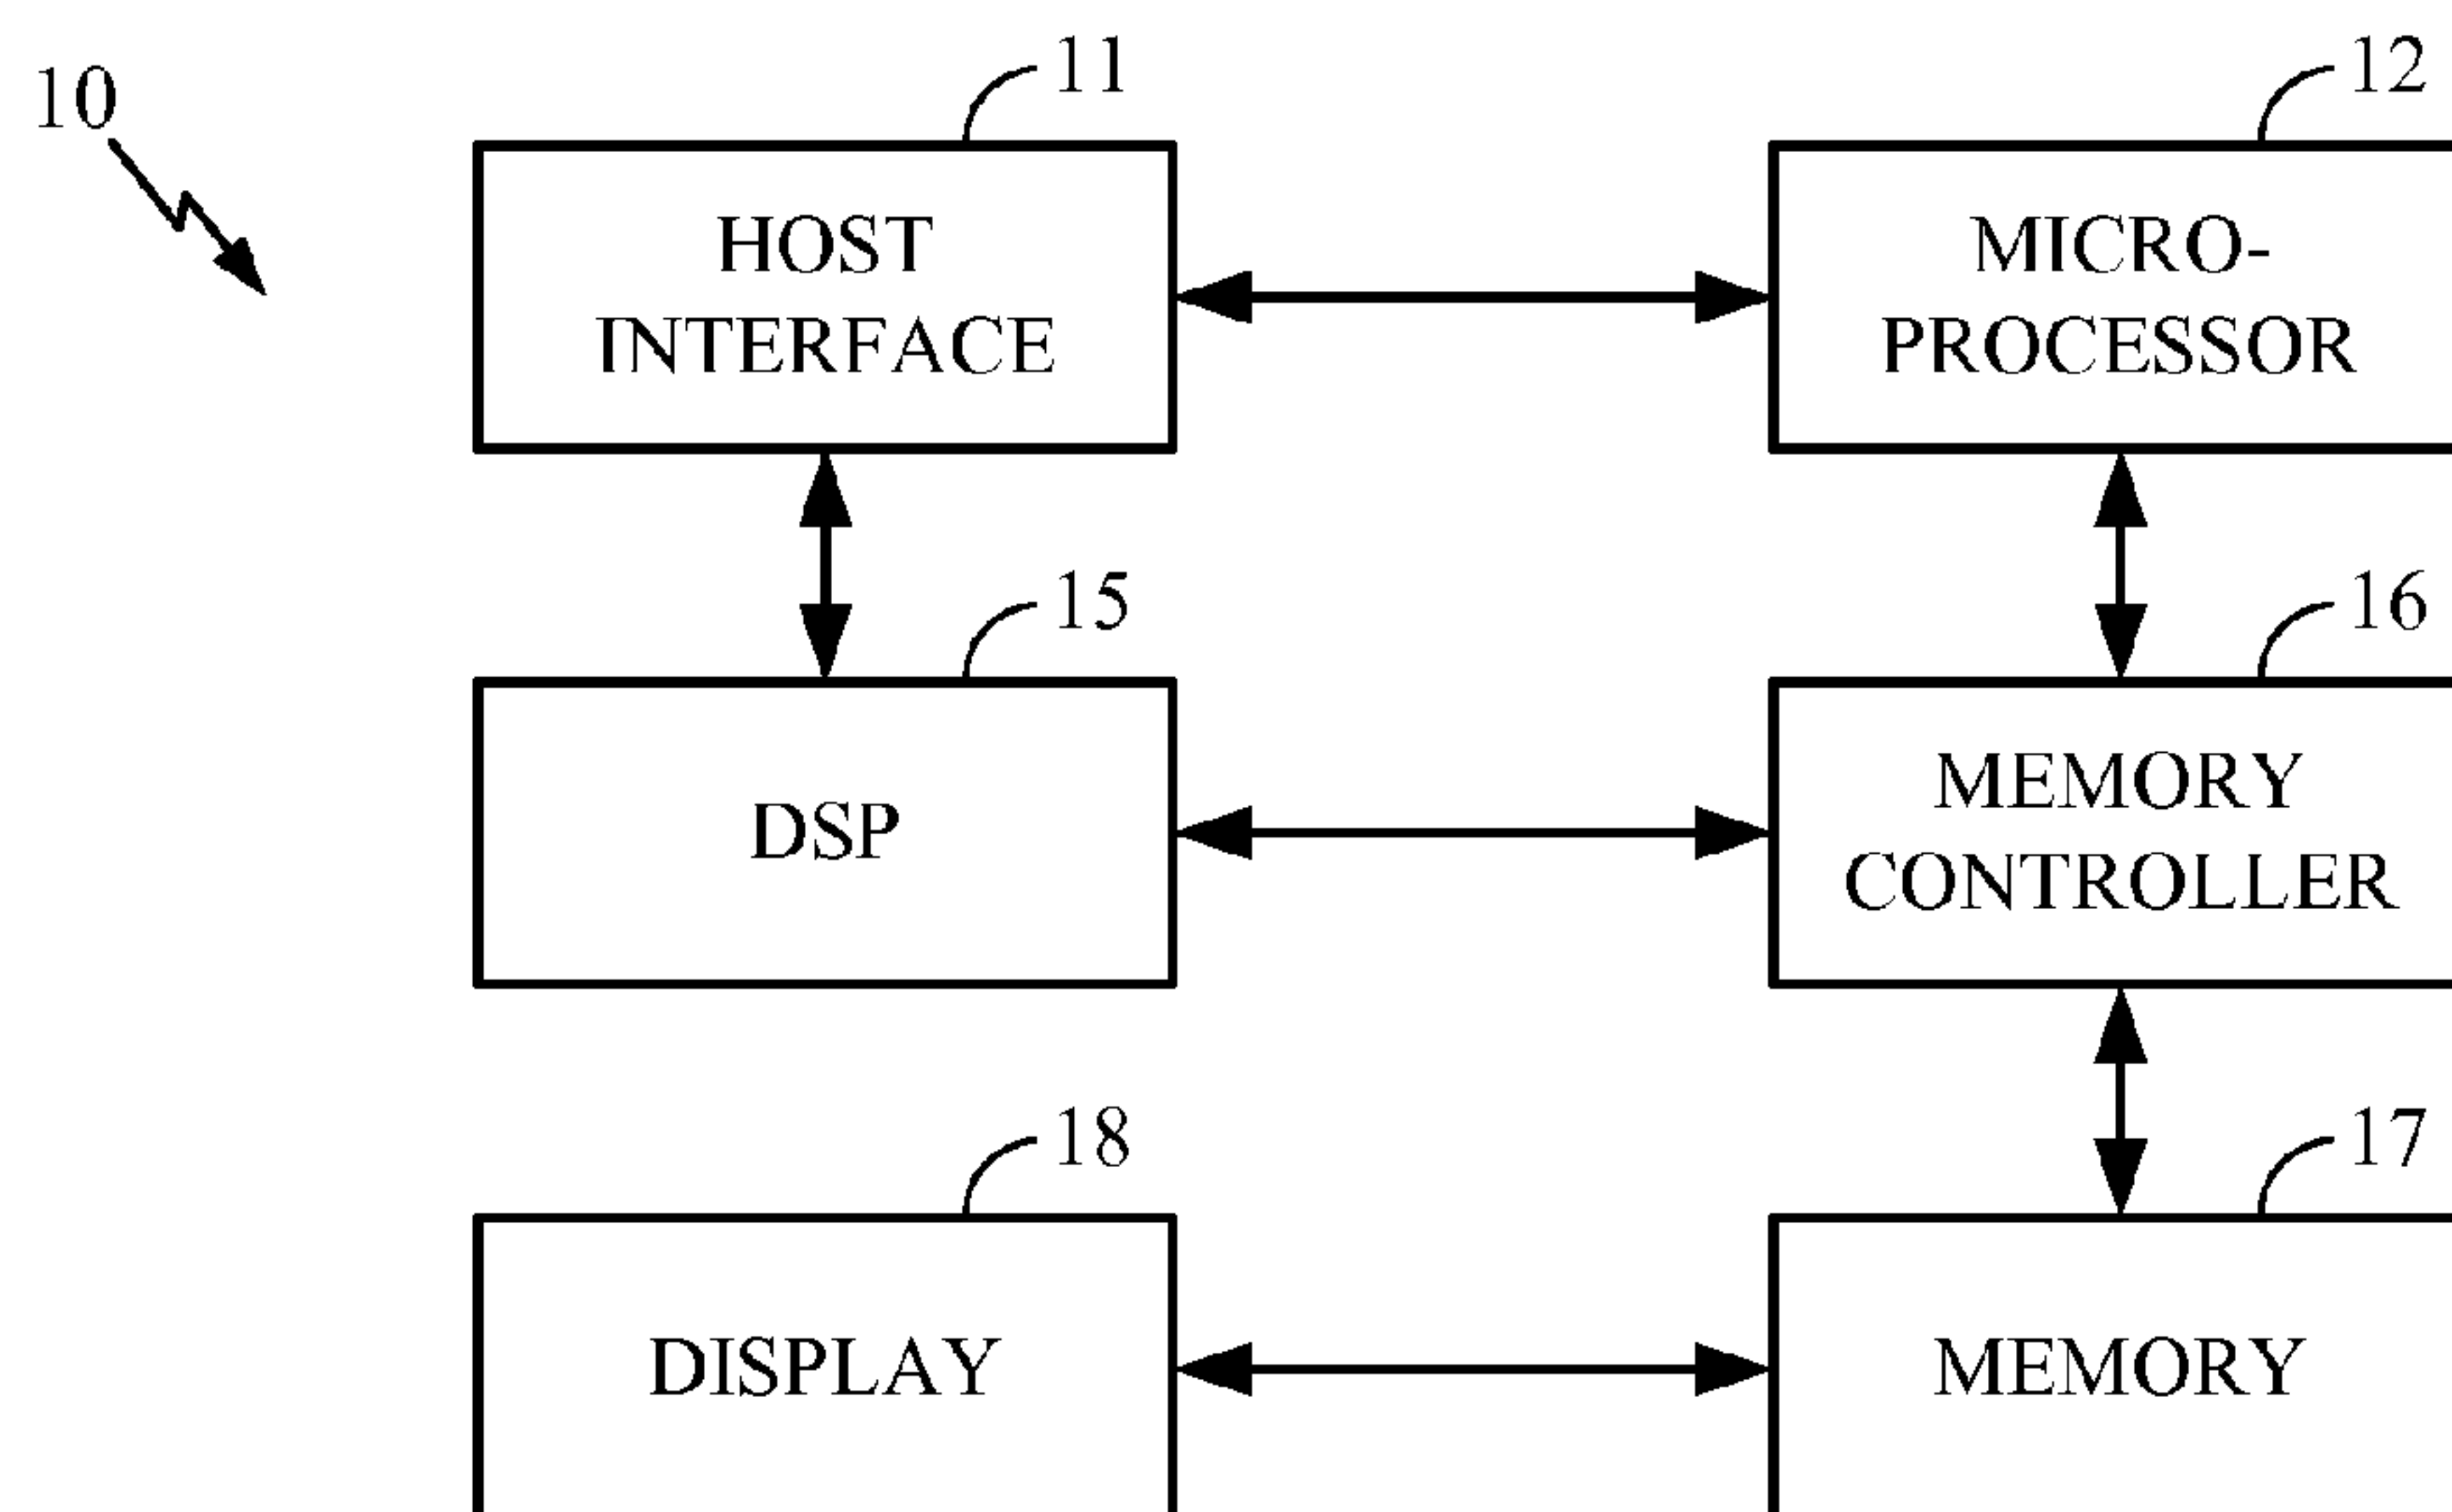 10
11
HOST
INTERFACE
12
MICRO-
PROCESSOR
15
DSP
16
MEMORY
CONTROLLER
18
DISPLAY
17
MEMORY